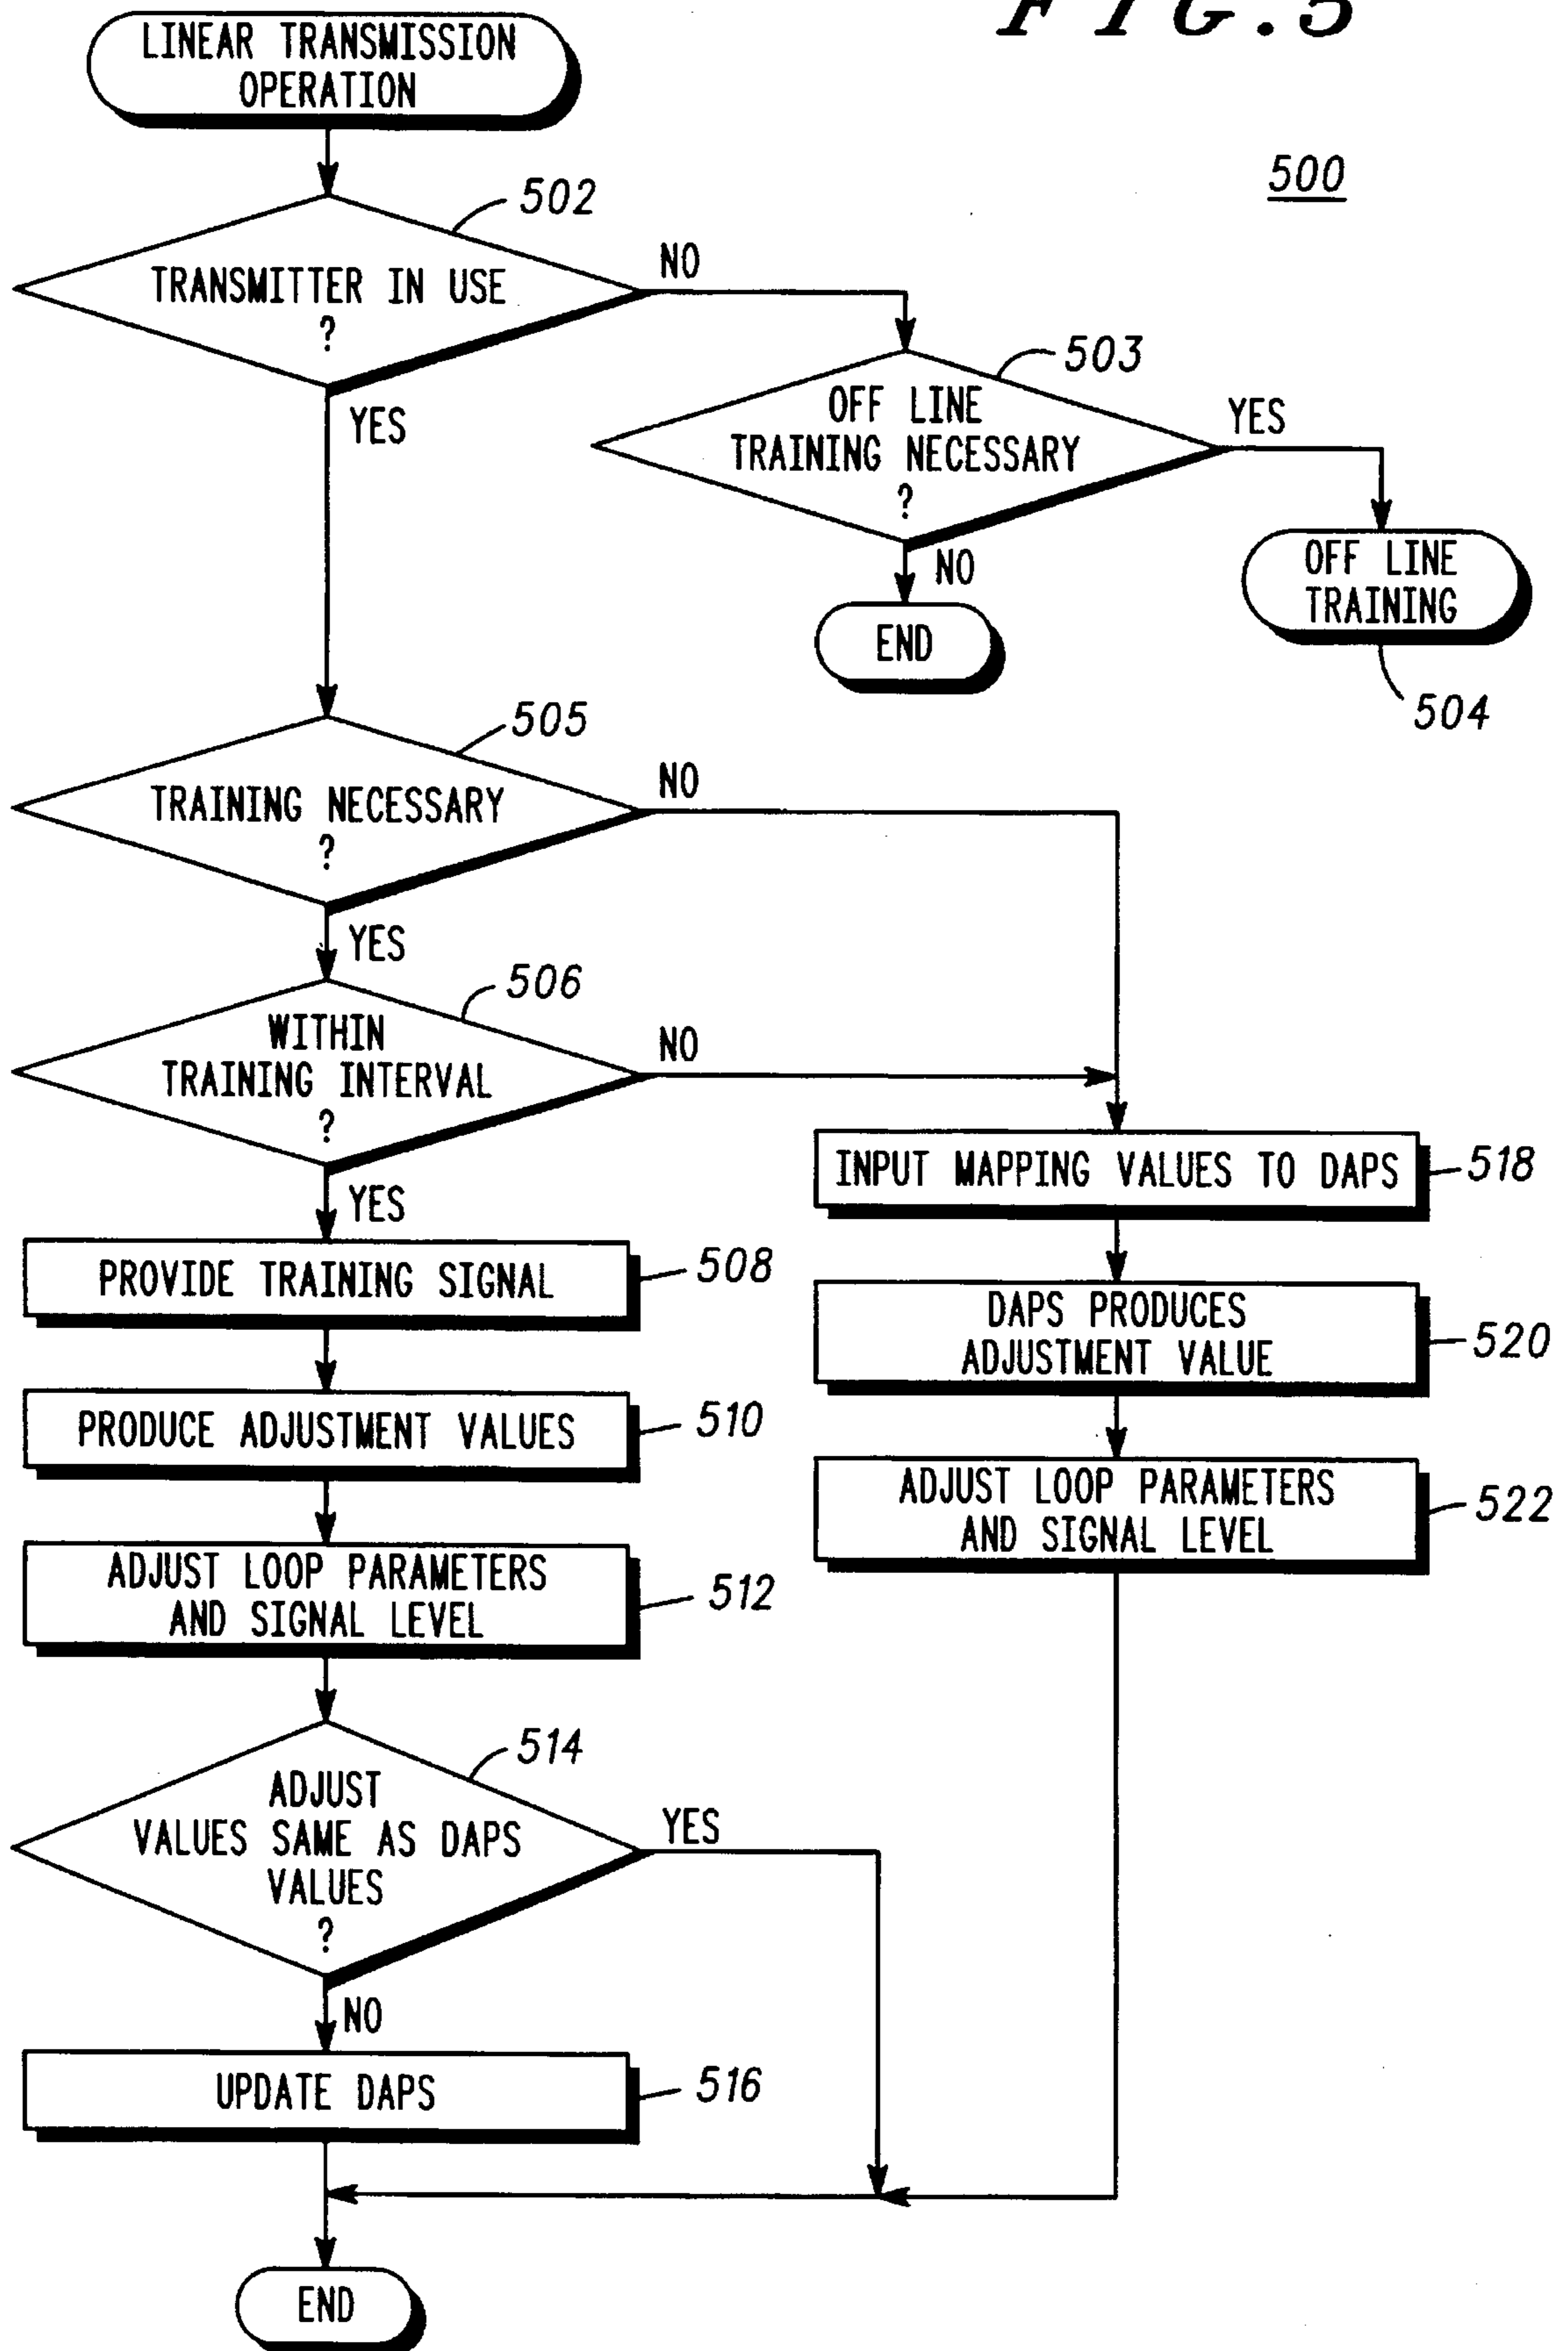 FIG.5
LINEAR TRANSMISSION
OPERATION
500
502
TRANSMITTER IN USE
?
NO
YES
503
OFF LINE
TRAINING NECESSARY
?
YES
NO
END
OFF LINE
TRAINING
504
505
TRAINING NECESSARY
?
NO
YES
506
WITHIN
TRAINING INTERVAL
?
NO
YES
PROVIDE TRAINING SIGNAL
508
PRODUCE ADJUSTMENT VALUES
510
ADJUST LOOP PARAMETERS
AND SIGNAL LEVEL
512
514
ADJUST
VALUES SAME AS DAPS
VALUES
?
YES
NO
UPDATE DAPS
516
END
INPUT MAPPING VALUES TO DAPS
518
DAPS PRODUCES
ADJUSTMENT VALUE
520
ADJUST LOOP PARAMETERS
AND SIGNAL LEVEL
522